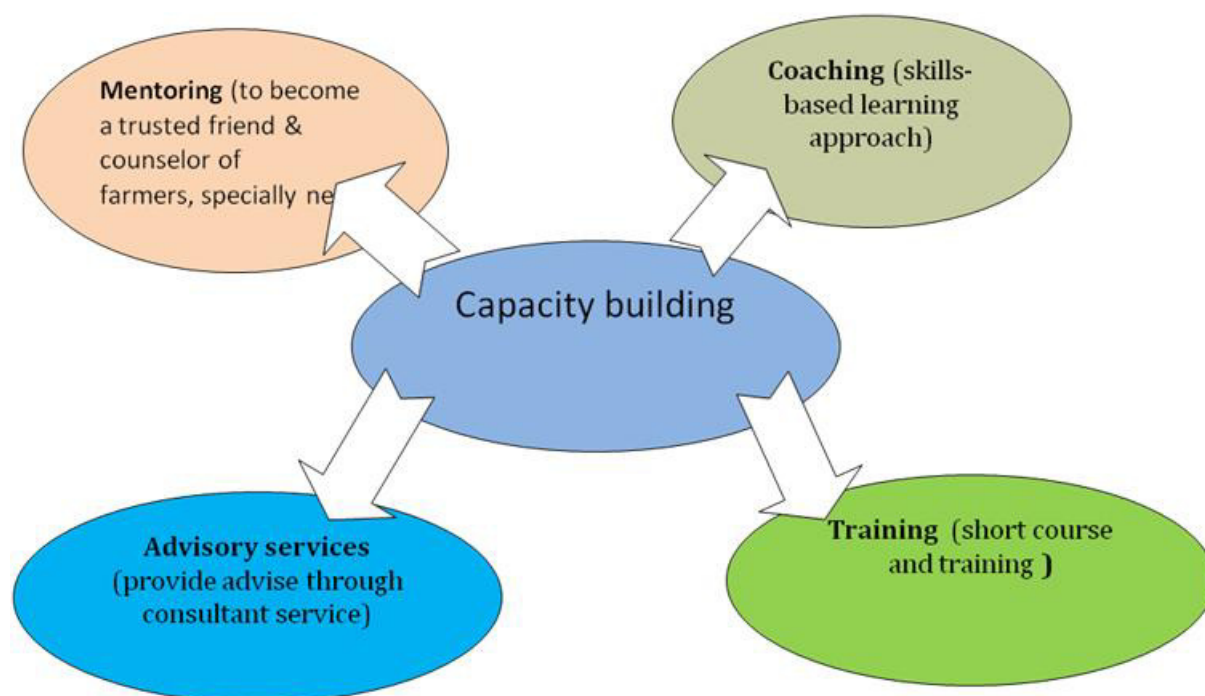 Mentoring (to become
a trusted friend &
counselor of
farmers, specially
Coaching (skills-
based learning
approach)
Capacity building
Advisory services
(provide advise through
consultant service)
Training (short course
and training )